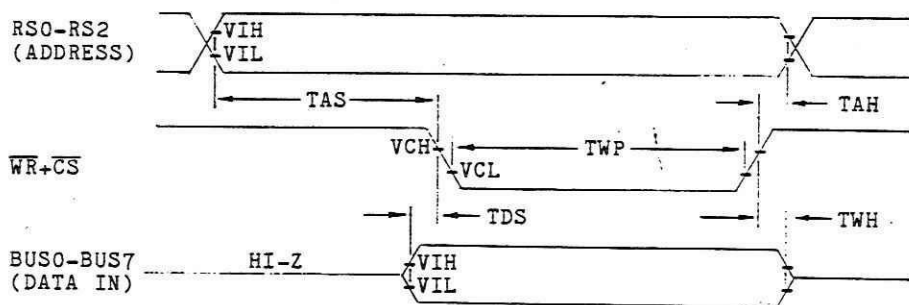 RS0-RS2
(ADDRESS)
VIH
VIL
TAS
TAH
WR+CS
VCH
TWP
VCL
TDS
TWH
BUS0-BUS7
(DATA IN)
HI-Z
VIH
VIL